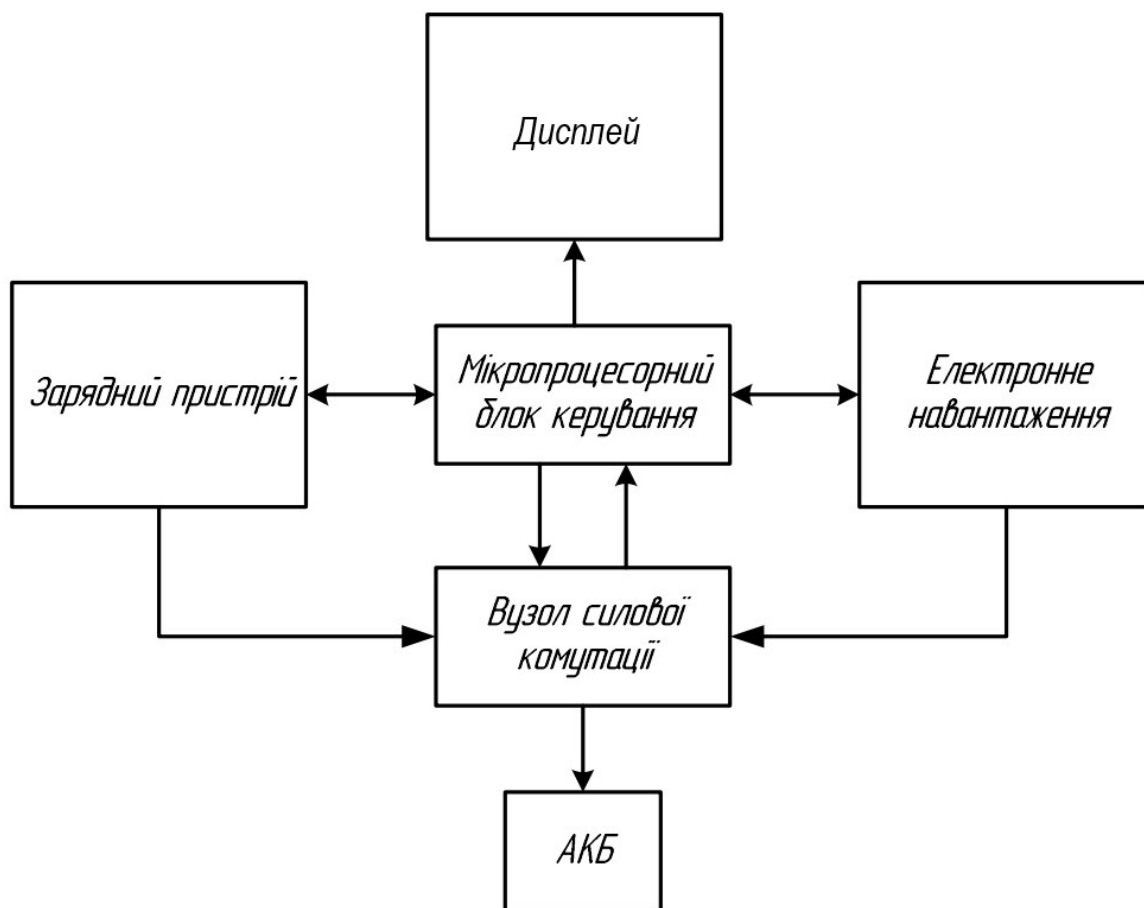 Дисплей
Зарядний пристрій
Мікропроцесорний
блок керування
Електронне
навантаження
Вузол силової
комутації
АКБ